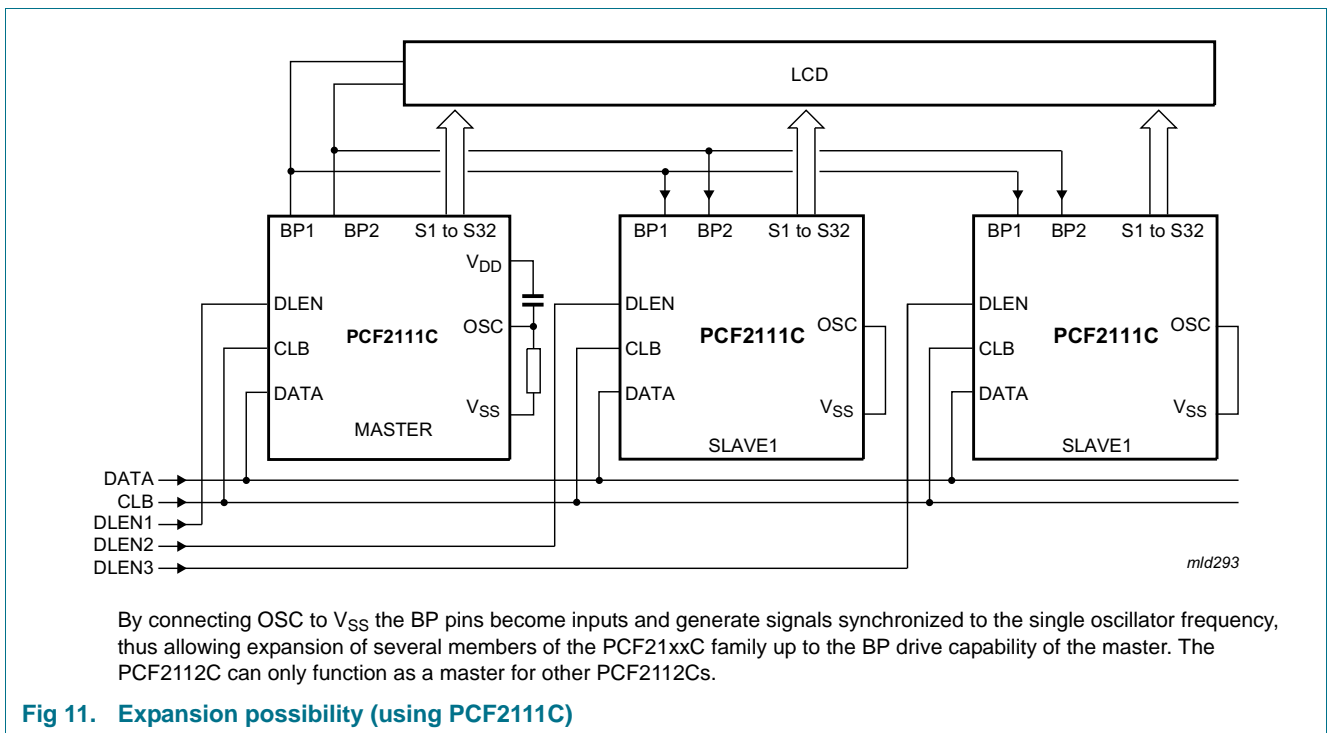 LCD
BP1 BP2 S1 to S32
BP1 BP2 S1 to S32
BP1 BP2 S1 to S32
VDD
DLEN
OSC
CLB
PCF2111C
DATA
VSS
MASTER
DLEN
OSC
CLB
PCF2111C
DATA
VSS
SLAVE1
DLEN
OSC
CLB
PCF2111C
DATA
VSS
SLAVE1
DATA
CLB
DLEN1
DLEN2
DLEN3
mld293
By connecting OSC to VSS the BP pins become inputs and generate signals synchronized to the single oscillator frequency,
thus allowing expansion of several members of the PCF21xxC family up to the BP drive capability of the master. The
PCF2112C can only function as a master for other PCF2112Cs.
Fig 11. Expansion possibility (using PCF2111C)